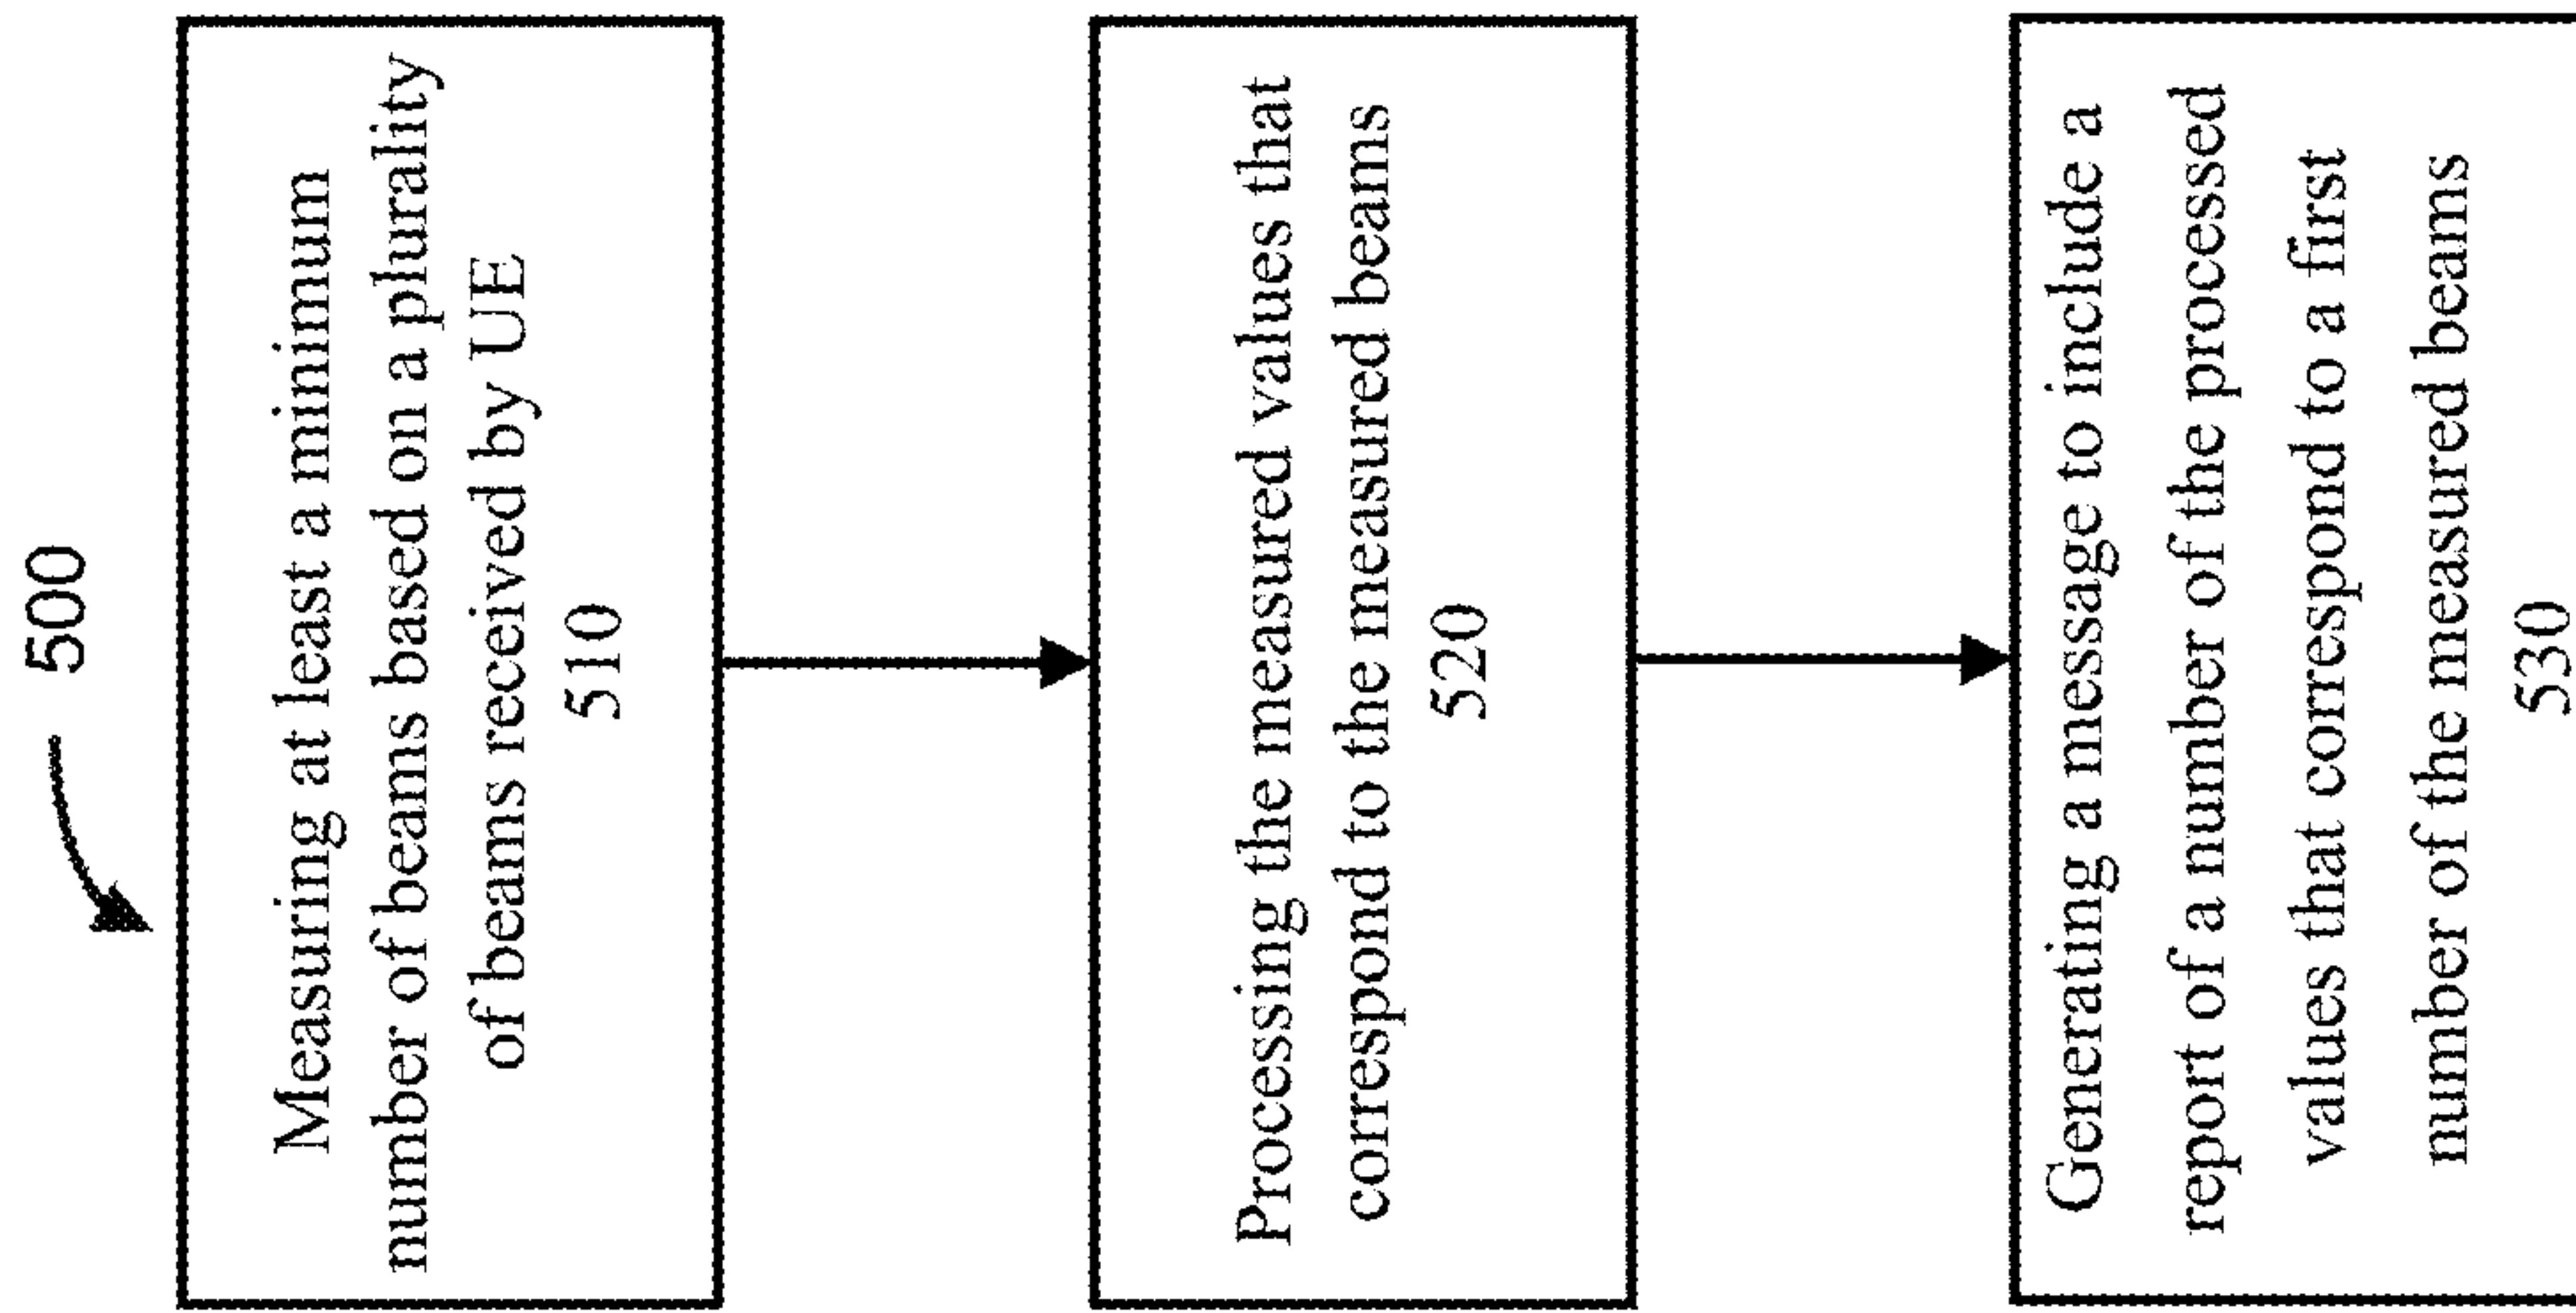 500
Measuring at least a minimum
number of beams based on a plurality
of beams received by UE
510
Processing the measured values that
correspond to the measured beams
520
Generating a message to include a
report of a number of the processed
values that correspond to a first
number of the measured beams
530